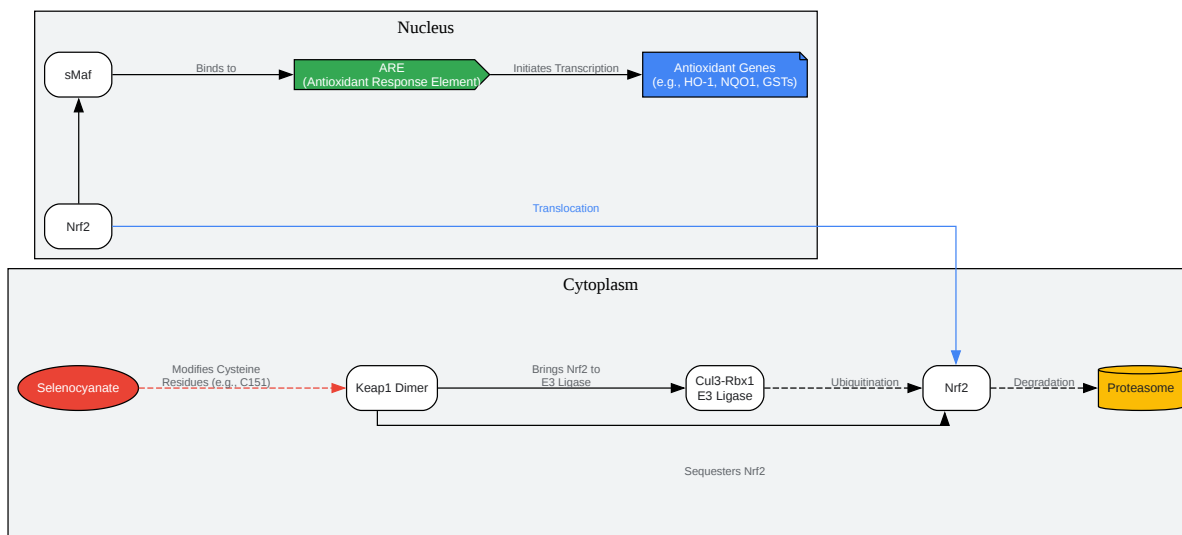 Nucleus
sMaf
Binds to
ARE
(Antioxidant Response Element)
Initiates Transcription
Antioxidant Genes
(e.g., HO-1, NQO1, GSTs)
Nrf2
Translocation
Cytoplasm
Selenocyanate
Modifies Cysteine
Residues (e.g., C151)
Keap1 Dimer
Brings Nrf2 to
E3 Ligase
Cul3-Rbx1
E3 Ligase
Ubiquitination
Nrf2
Degradation
Proteasome
Sequesters Nrf2